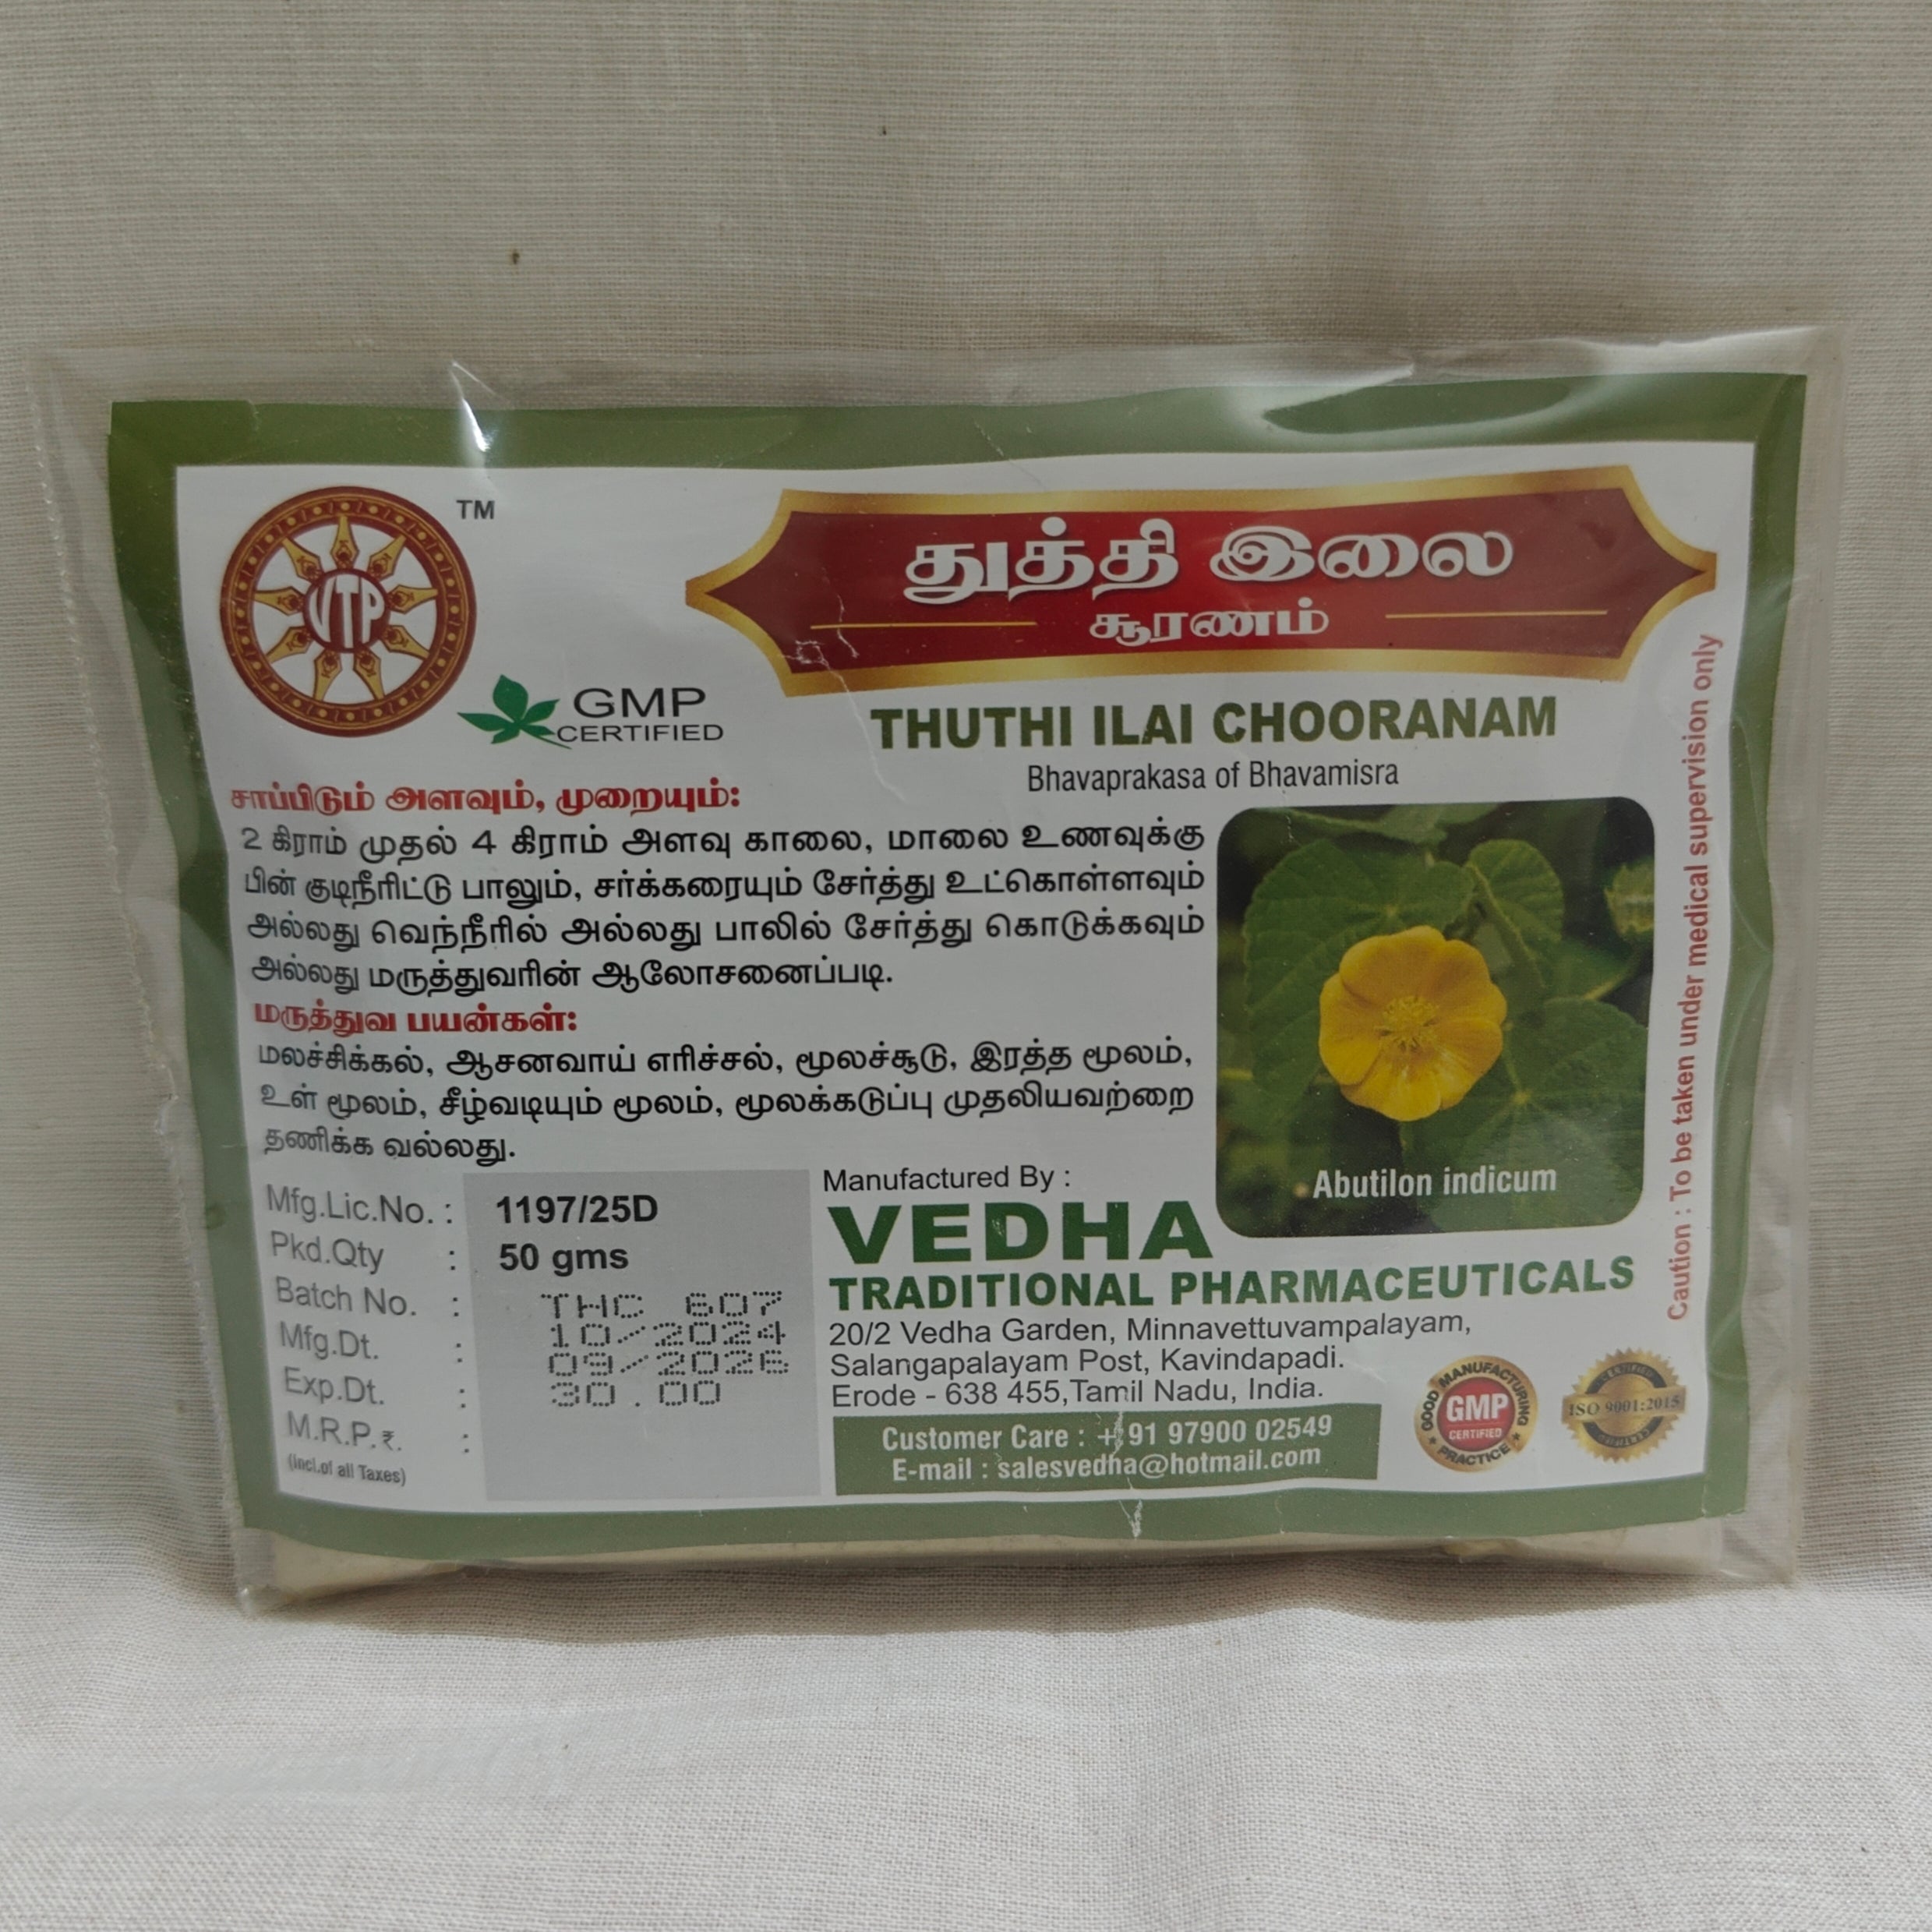 VTP
TM
GMP
CERTIFIED
துத்தி இலை
சூரணம்
THUTHI ILAI CHOORANAM
Bhavaprakasa of Bhavamisra
சாப்பிடும் அளவும், முறையும்:
2 கிராம் முதல் 4 கிராம் அளவு காலை, மாலை உணவுக்கு
பின் குடிநீரிட்டு பாலும், சர்க்கரையும் சேர்த்து உட்கொள்ளவும்
அல்லது வெந்நீரில் அல்லது பாலில் சேர்த்து கொடுக்கவும்
அல்லது மருத்துவரின் ஆலோசனைப்படி.
மருத்துவ பயன்கள்:
மலச்சிக்கல், ஆசனவாய் எரிச்சல், மூலச்சூடு, இரத்த மூலம்,
உள் மூலம், சீழ்வடியும் மூலம், மூலக்கடுப்பு முதலியவற்றை
தணிக்க வல்லது.
Abutilon indicum
Caution : To be taken under medical supervision only
Mfg.Lic.No. : 1197/25D
Pkd.Qty : 50 gms
Batch No. : THC 607
Mfg.Dt. : 10/2024
Exp.Dt. : 09/2026
M.R.P.₹. : 30.00
(incl.of all Taxes)
Manufactured By :
VEDHA
TRADITIONAL PHARMACEUTICALS
20/2 Vedha Garden, Minnavettuvampalayam,
Salangapalayam Post, Kavindapadi.
Erode - 638 455,Tamil Nadu, India.
Customer Care : + 91 97900 02549
E-mail : salesvedha@hotmail.com
GOOD MANUFACTURING
GMP
CERTIFIED
PRACTICE
CERTIFIED
ISO 9001:2015
CERTIFIED